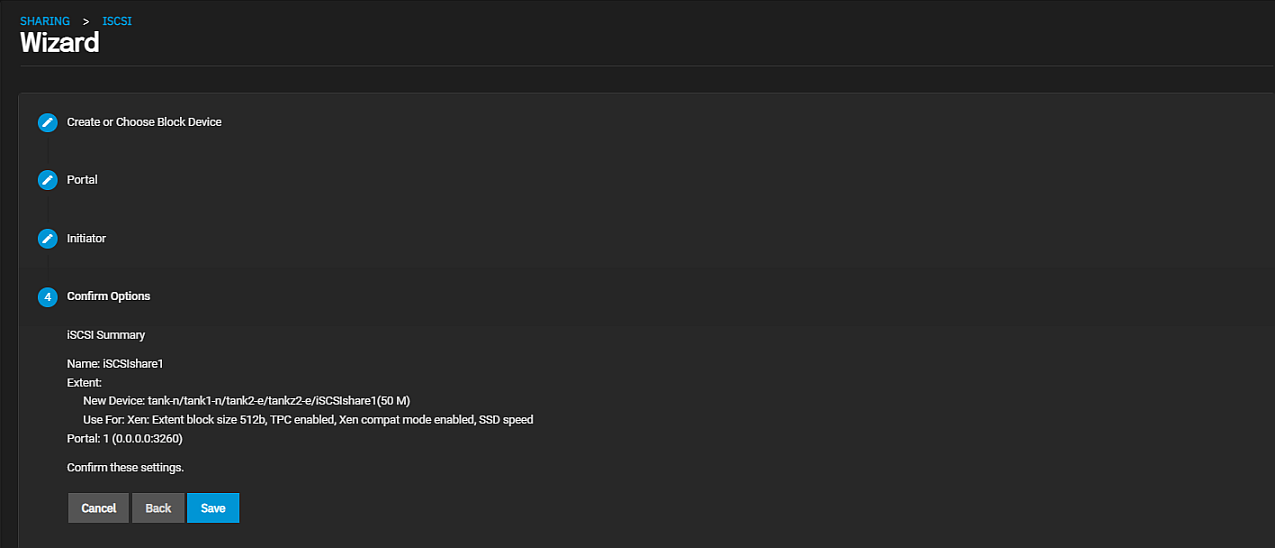 SHARING > ISCSI
Wizard
Create or Choose Block Device
Portal
Initiator
4 Confirm Options
iSCSI Summary
Name: iSCSIshare1
Extent:
New Device: tank-n/tank1-n/tank2-e/tankz2-e/iSCSIshare1(50 M)
Use For: Xen: Extent block size 512b, TPC enabled, Xen compat mode enabled, SSD speed
Portal: 1 (0.0.0.0:3260)
Confirm these settings.
Cancel Back Save